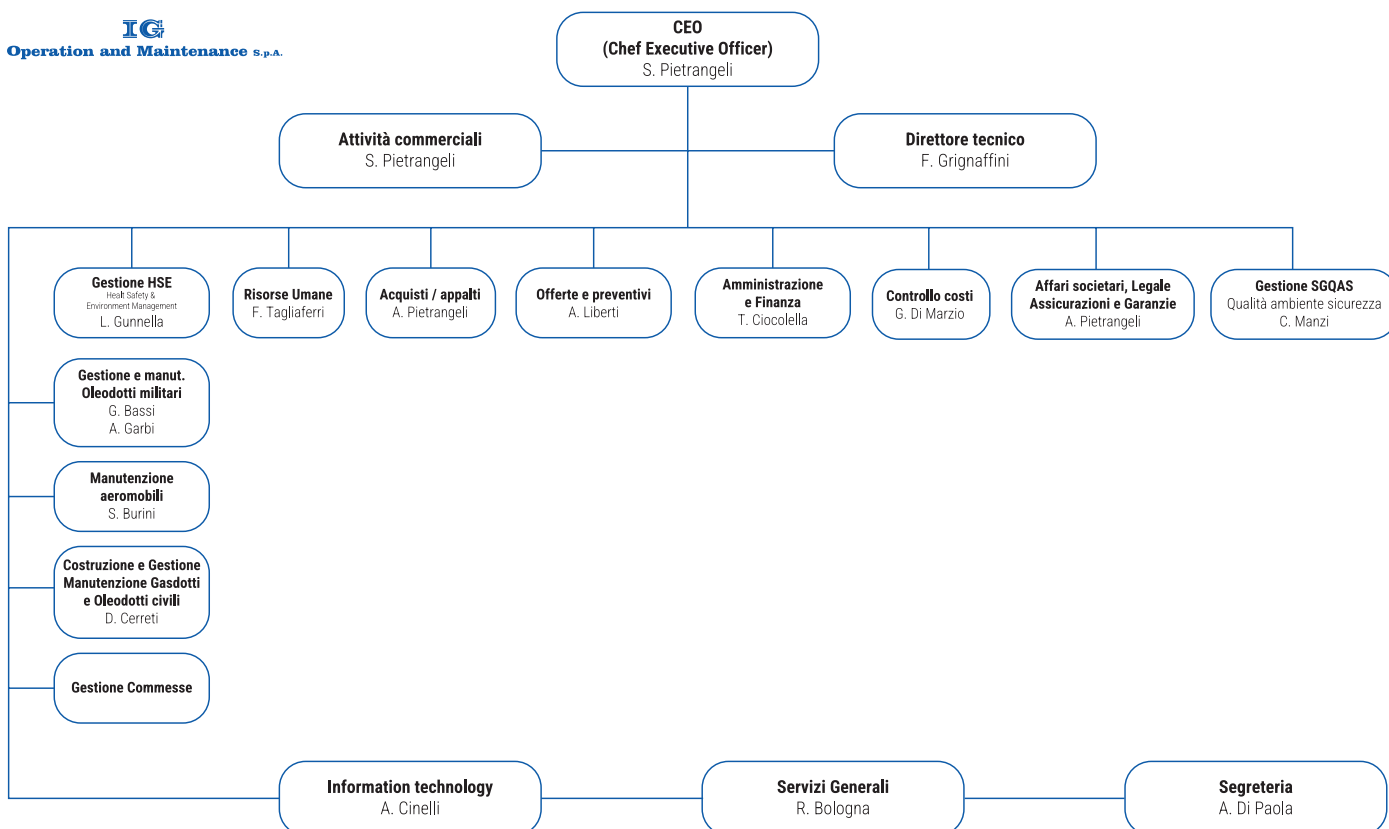 IG
Operation and Maintenance S.p.A.
CEO
(Chef Executive Officer)
S. Pietrangeli
Attività commerciali
S. Pietrangeli
Direttore tecnico
F. Grignaffini
Gestione HSE
Healt Safety &
Environment Management
L. Gunnella
Risorse Umane
F. Tagliaferri
Acquisti / appalti
A. Pietrangeli
Offerte e preventivi
A. Liberti
Amministrazione
e Finanza
T. Ciocolella
Controllo costi
G. Di Marzio
Affari societari, Legale
Assicurazioni e Garanzie
A. Pietrangeli
Gestione SGQAS
Qualità ambiente sicurezza
C. Manzi
Gestione e manut.
Oleodotti militari
G. Bassi
A. Garbi
Manutenzione
aeromobili
S. Burini
Costruzione e Gestione
Manutenzione Gasdotti
e Oleodotti civili
D. Cerreti
Gestione Commesse
Information technology
A. Cinelli
Servizi Generali
R. Bologna
Segreteria
A. Di Paola